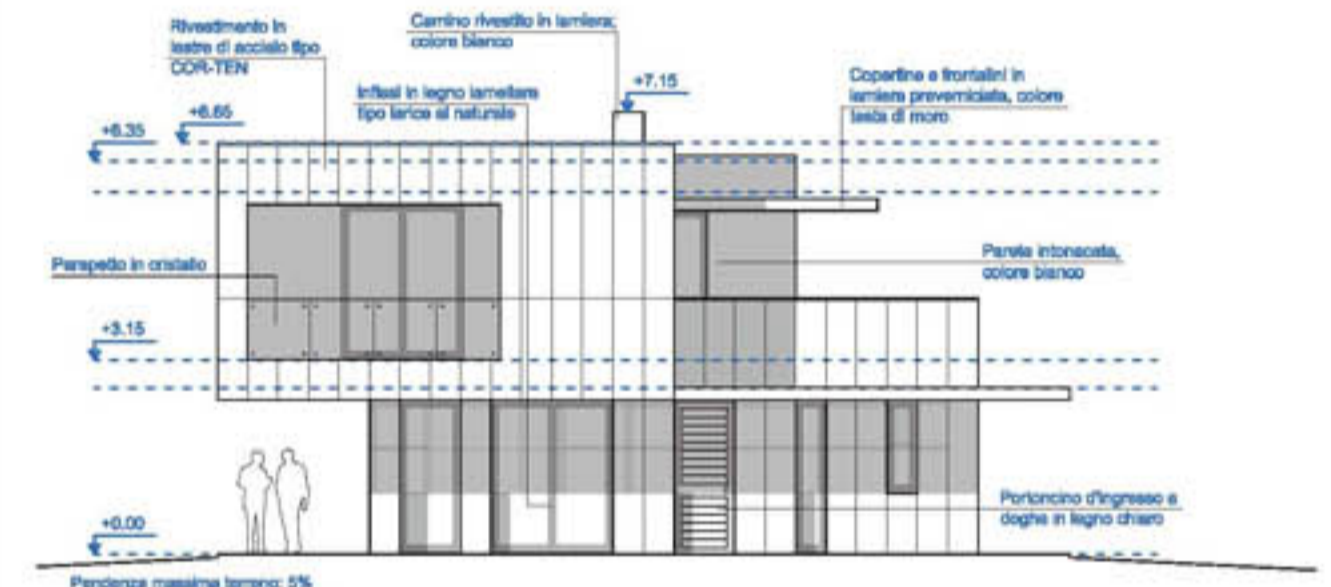 Rivestimento in
lastre di acciaio tipo
COR-TEN
Camino rivestito in lamiera,
colore bianco
Infissi in legno lamellare
tipo larice al naturale
+7.15
Copertine e frontalini in
lamiera preverniciata, colore
testa di moro
+6.65
+6.35
Parapetto in cristallo
Parete intonacata,
colore bianco
+3.15
Portoncino d'ingresso a
doghe in legno chiaro
+0.00
Pendenza massima terreno: 5%